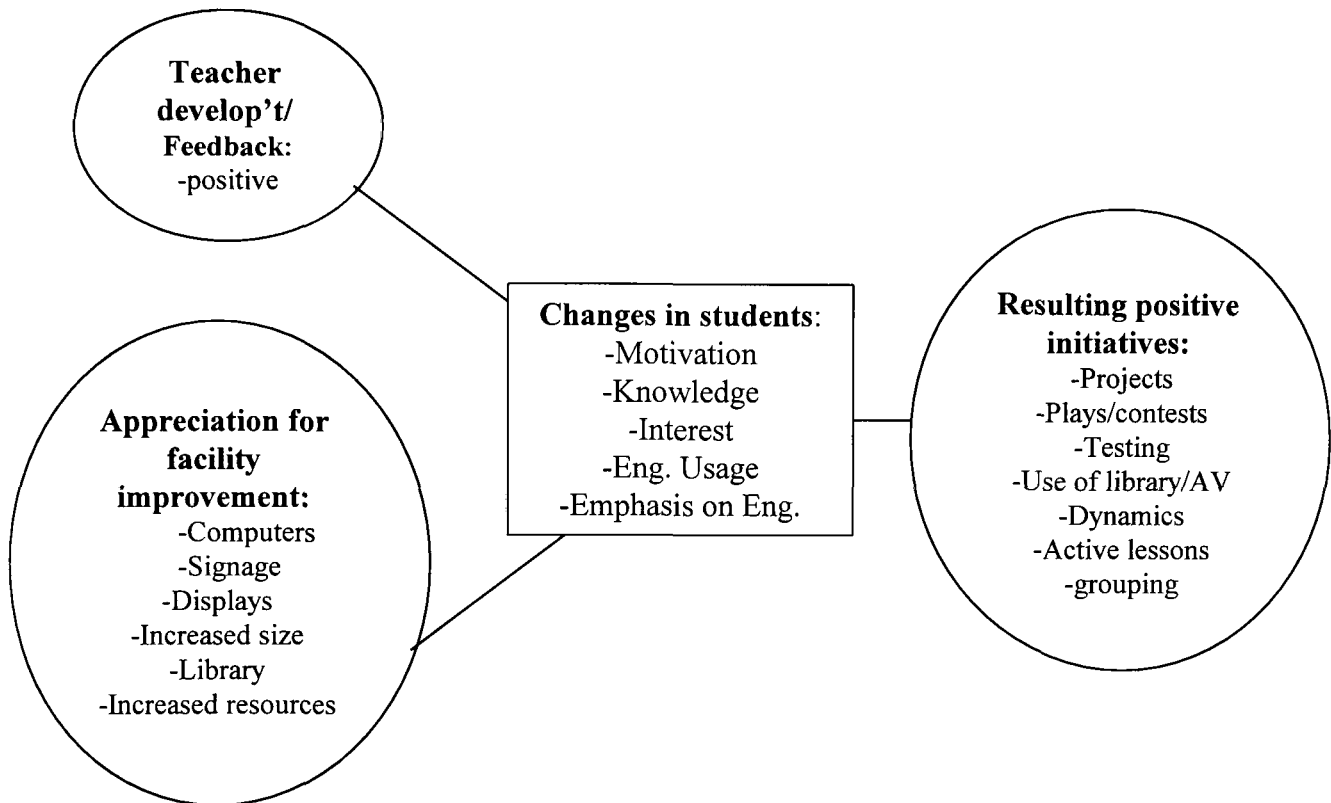 Teacher
develop't/
Feedback:
-positive
Appreciation for
facility
improvement:
-Computers
-Signage
-Displays
-Increased size
-Library
-Increased resources
Changes in students:
-Motivation
-Knowledge
-Interest
-Eng. Usage
-Emphasis on Eng.
Resulting positive
initiatives:
-Projects
-Plays/contests
-Testing
-Use of library/AV
-Dynamics
-Active lessons
-grouping